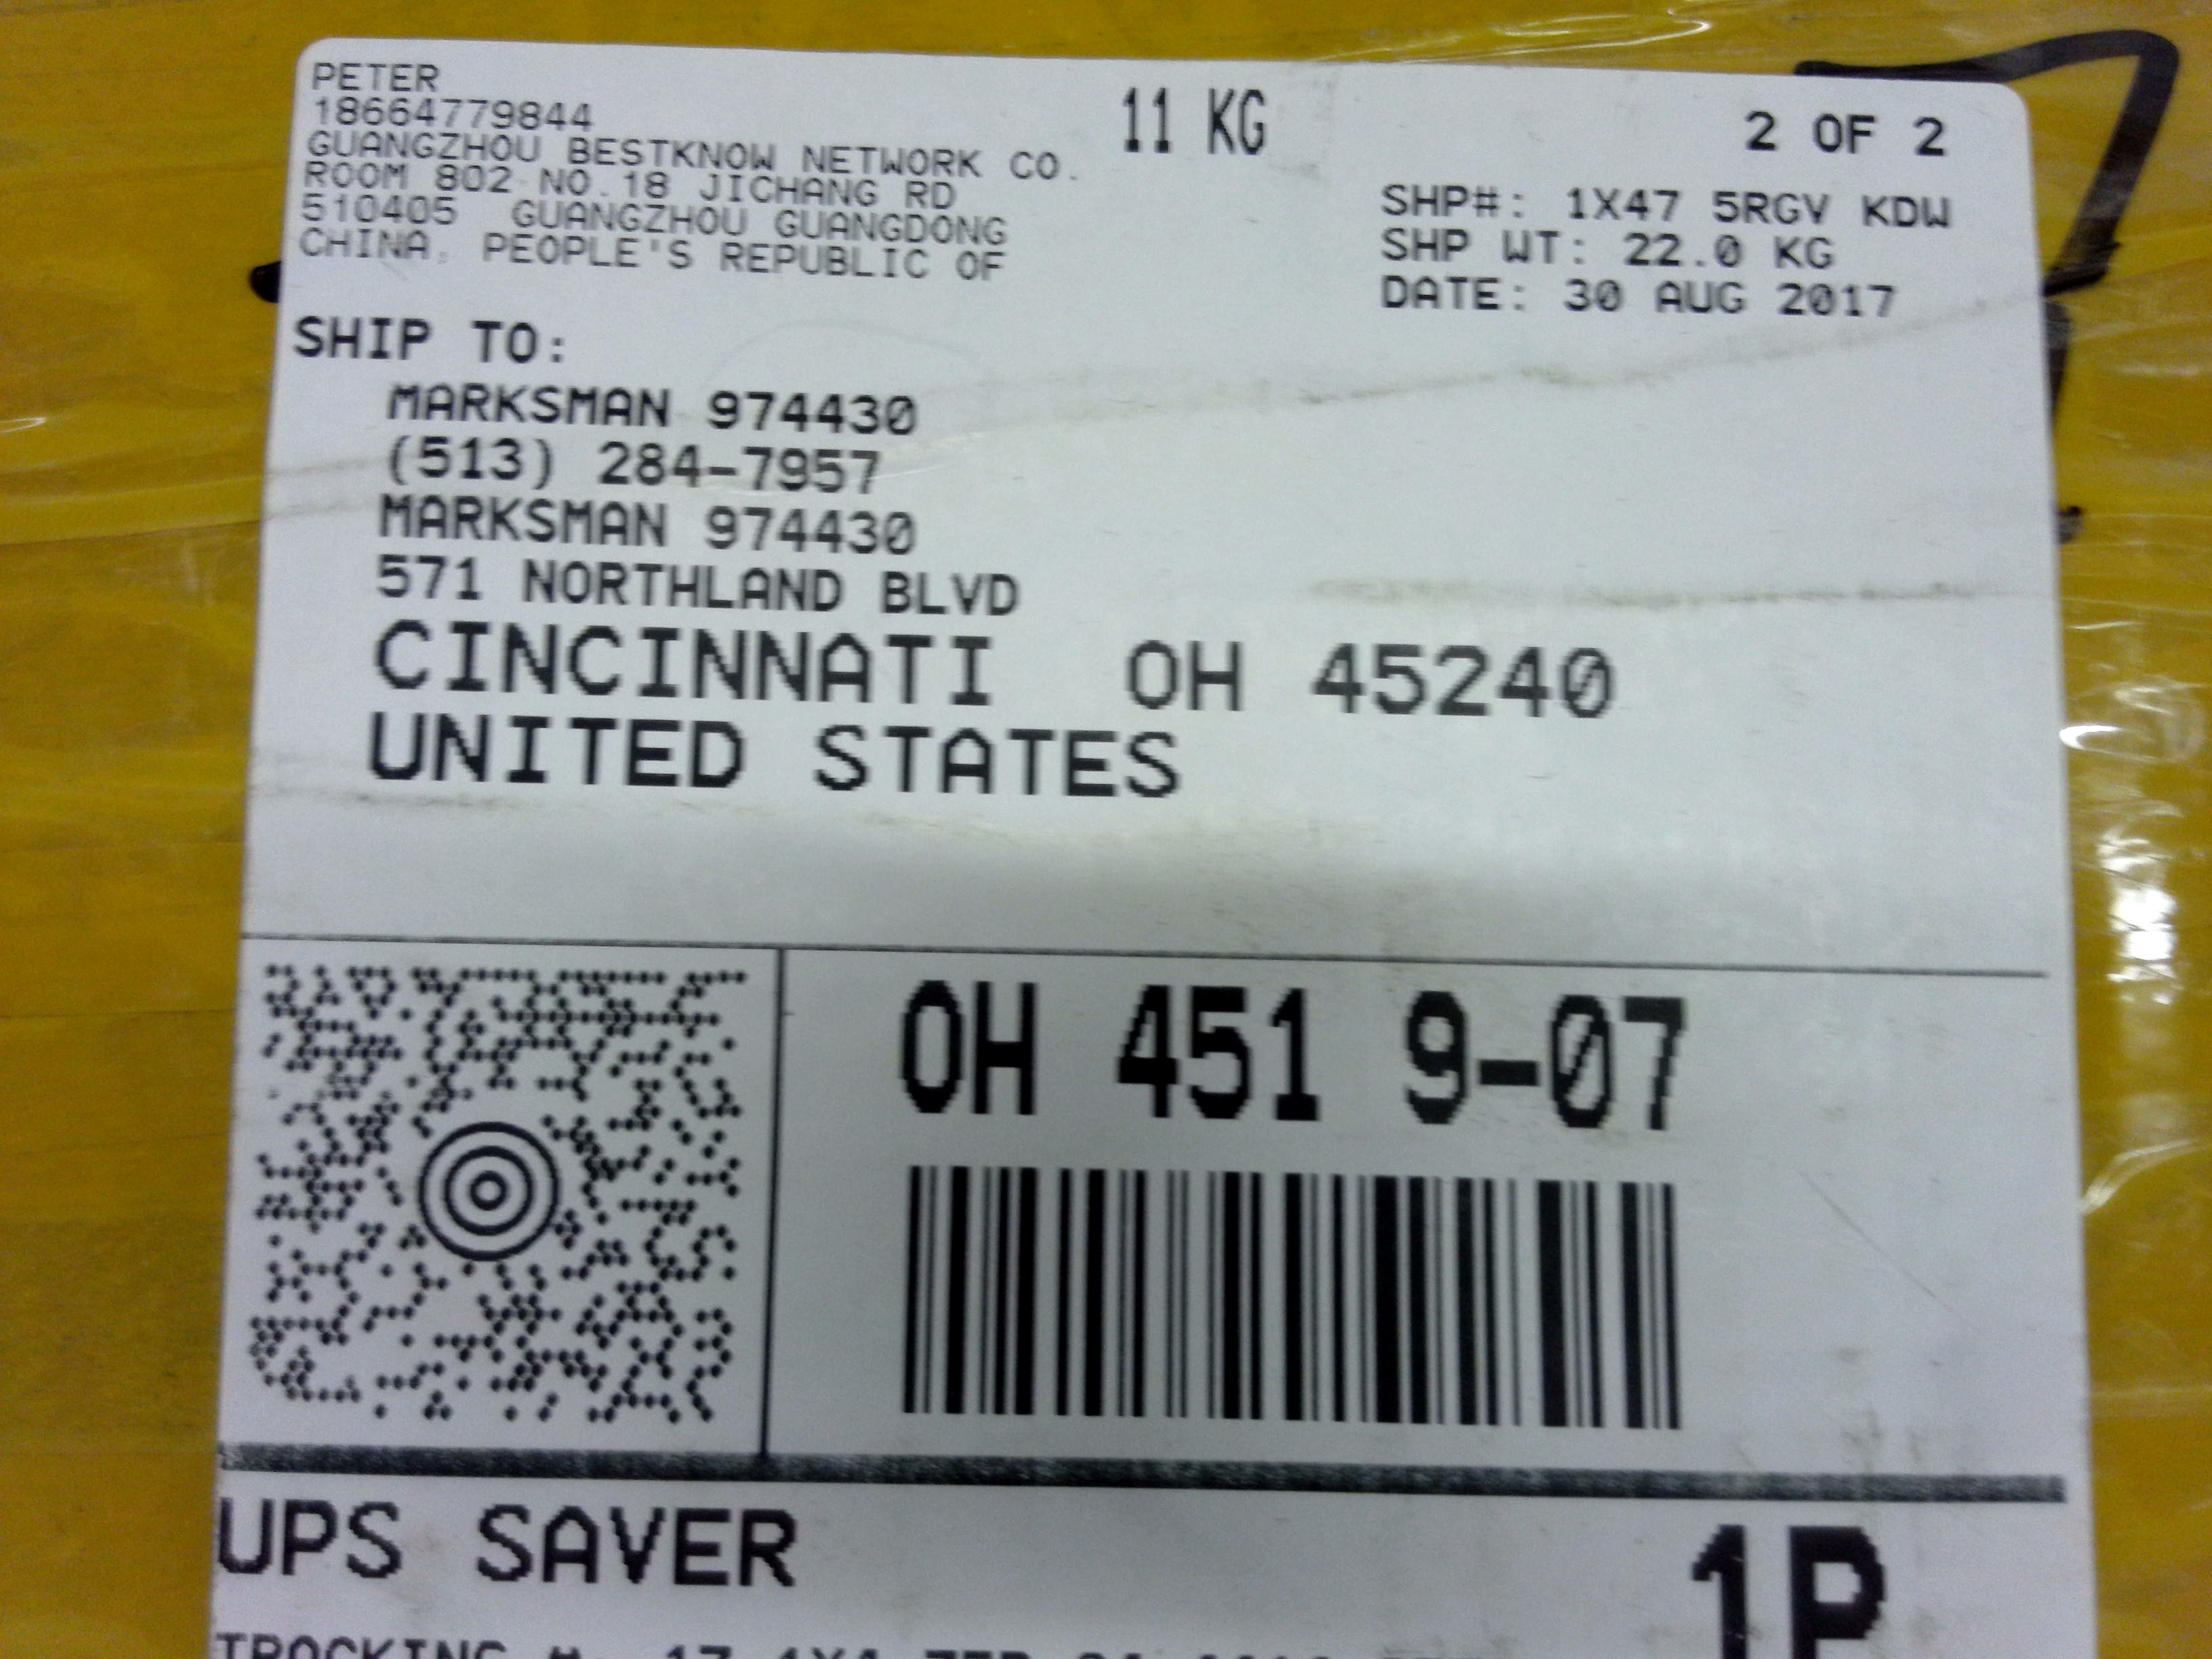 PETER
18664779844
GUANGZHOU BESTKNOW NETWORK CO.
ROOM 802 NO.18 JICHANG RD
510405 GUANGZHOU GUANGDONG
CHINA, PEOPLE'S REPUBLIC OF
11 KG
2 OF 2
SHP#: 1X47 5RGV KDW
SHP WT: 22.0 KG
DATE: 30 AUG 2017
SHIP TO:
MARKSMAN 974430
(513) 284-7957
MARKSMAN 974430
571 NORTHLAND BLVD
CINCINNATI OH 45240
UNITED STATES
OH 451 9-07
UPS SAVER
1P
TRACKING #: